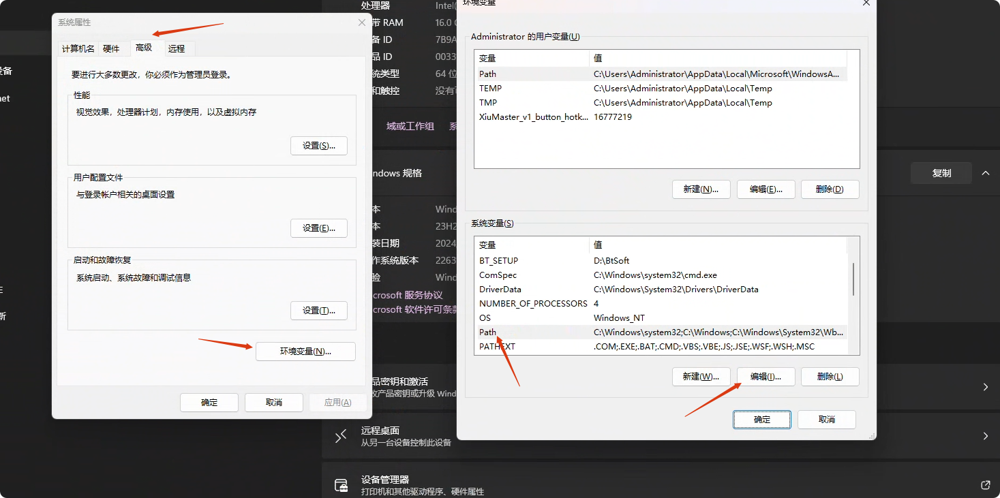 系统属性
计算机名
硬件
高级
远程
要进行大多数更改，你必须作为管理员登录。
性能
视觉效果，处理器计划，内存使用，以及虚拟内存
设置(S)...
用户配置文件
与登录帐户相关的桌面设置
设置(E)...
启动和故障恢复
系统启动、系统故障和调试信息
设置(T)...
环境变量(N)...
确定
取消
应用(A)
处理器
Intel(
带 RAM
16.0
备 ID
7B9A
品 ID
0033
系统类型
64 位
和触控
没有
域或工作组
系
ndows 规格
本
Wind
本
23H2
装日期
2024
作系统版本
2263
验
Wind
crosoft 服务协议
crosoft 软件许可条款
品密钥和激活
改产品密钥或升级 Wind
远程桌面
从另一台设备控制此设备
设备管理器
打印机和其他驱动程序、硬件属性
复制
设备
net
新
环境变量
Administrator 的用户变量(U)
变量 值
Path C:\Users\Administrator\AppData\Local\Microsoft\WindowsA...
TEMP C:\Users\Administrator\AppData\Local\Temp
TMP C:\Users\Administrator\AppData\Local\Temp
XiuMaster_v1_button_hotk... 16777219
新建(N)...
编辑(E)...
删除(D)
系统变量(S)
变量 值
BT_SETUP D:\BtSoft
ComSpec C:\Windows\system32\cmd.exe
DriverData C:\Windows\System32\Drivers\DriverData
NUMBER_OF_PROCESSORS 4
OS Windows_NT
Path C:\Windows\system32;C:\Windows;C:\Windows\System32\Wb...
PATHEXT .COM;.EXE;.BAT;.CMD;.VBS;.VBE;.JS;.JSE;.WSF;.WSH;.MSC
新建(W)...
编辑(I)...
删除(L)
确定
取消